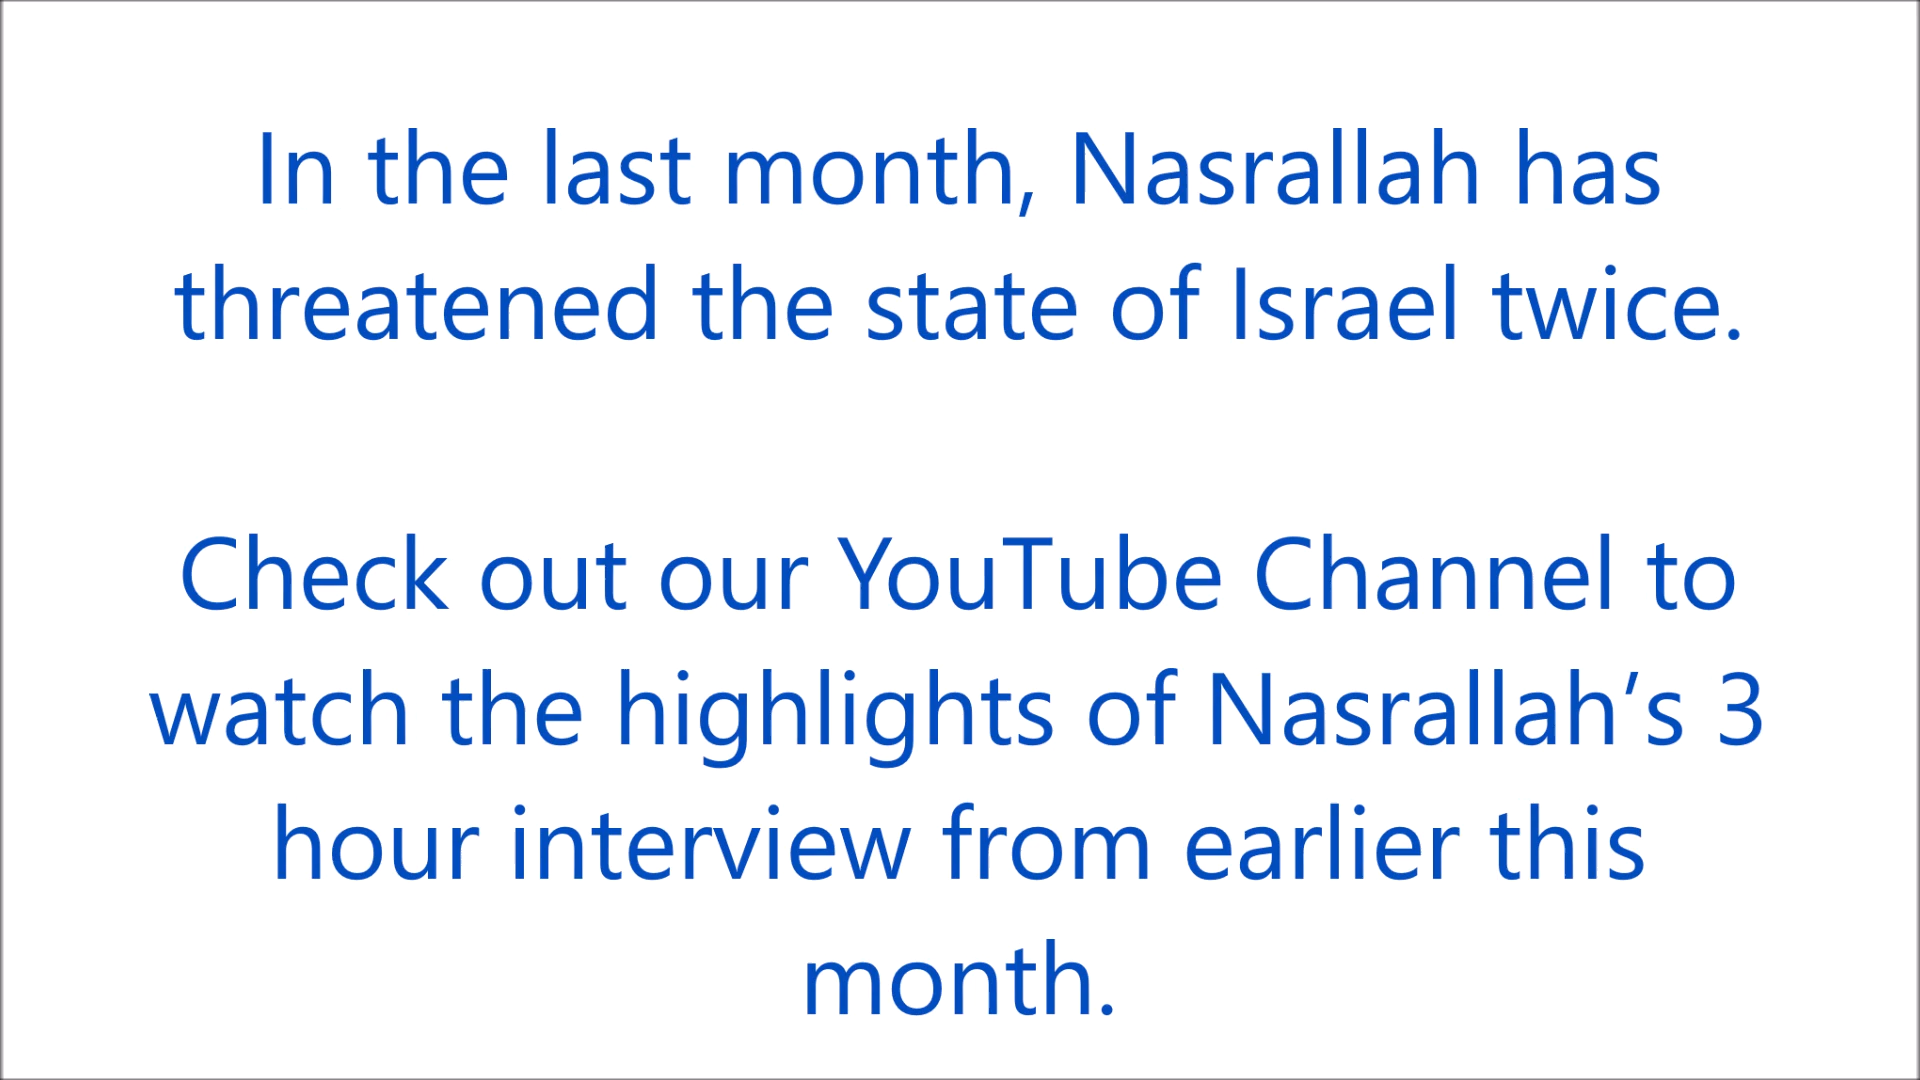 In the last month, Nasrallah has
threatened the state of Israel twice.
Check out our YouTube Channel to
watch the highlights of Nasrallah’s 3
hour interview from earlier this
month.